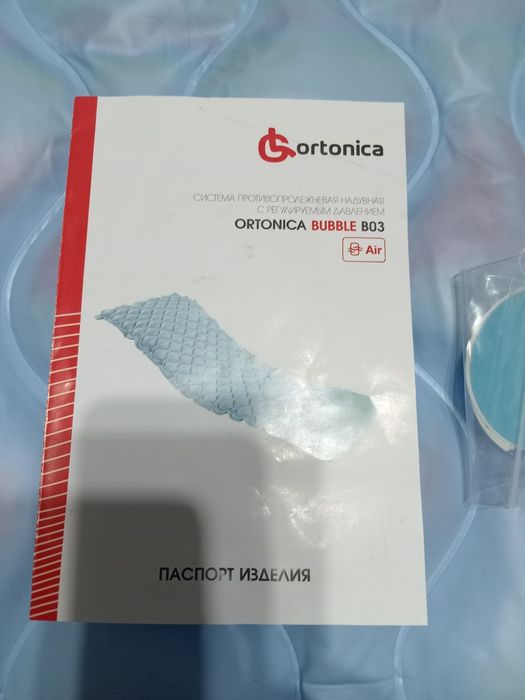 ortonica
СИСТЕМА ПРОТИВОПРОЛЕЖНЕВАЯ НАДУВНАЯ
С РЕГУЛИРУЕМЫМ ДАВЛЕНИЕМ
ORTONICA BUBBLE B03
Air
ПАСПОРТ ИЗДЕЛИЯ